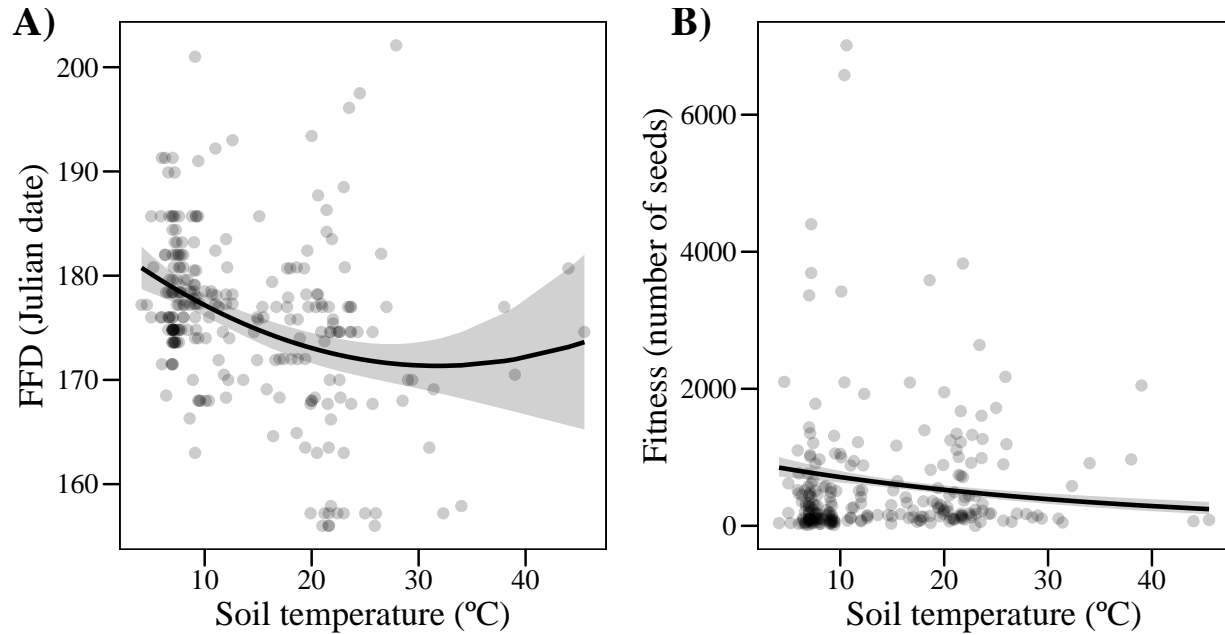 A)
FFD (Julian date)
200
190
180
170
160
10 20 30 40
Soil temperature (ºC)
B)
Fitness (number of seeds)
6000
4000
2000
0
10 20 30 40
Soil temperature (ºC)